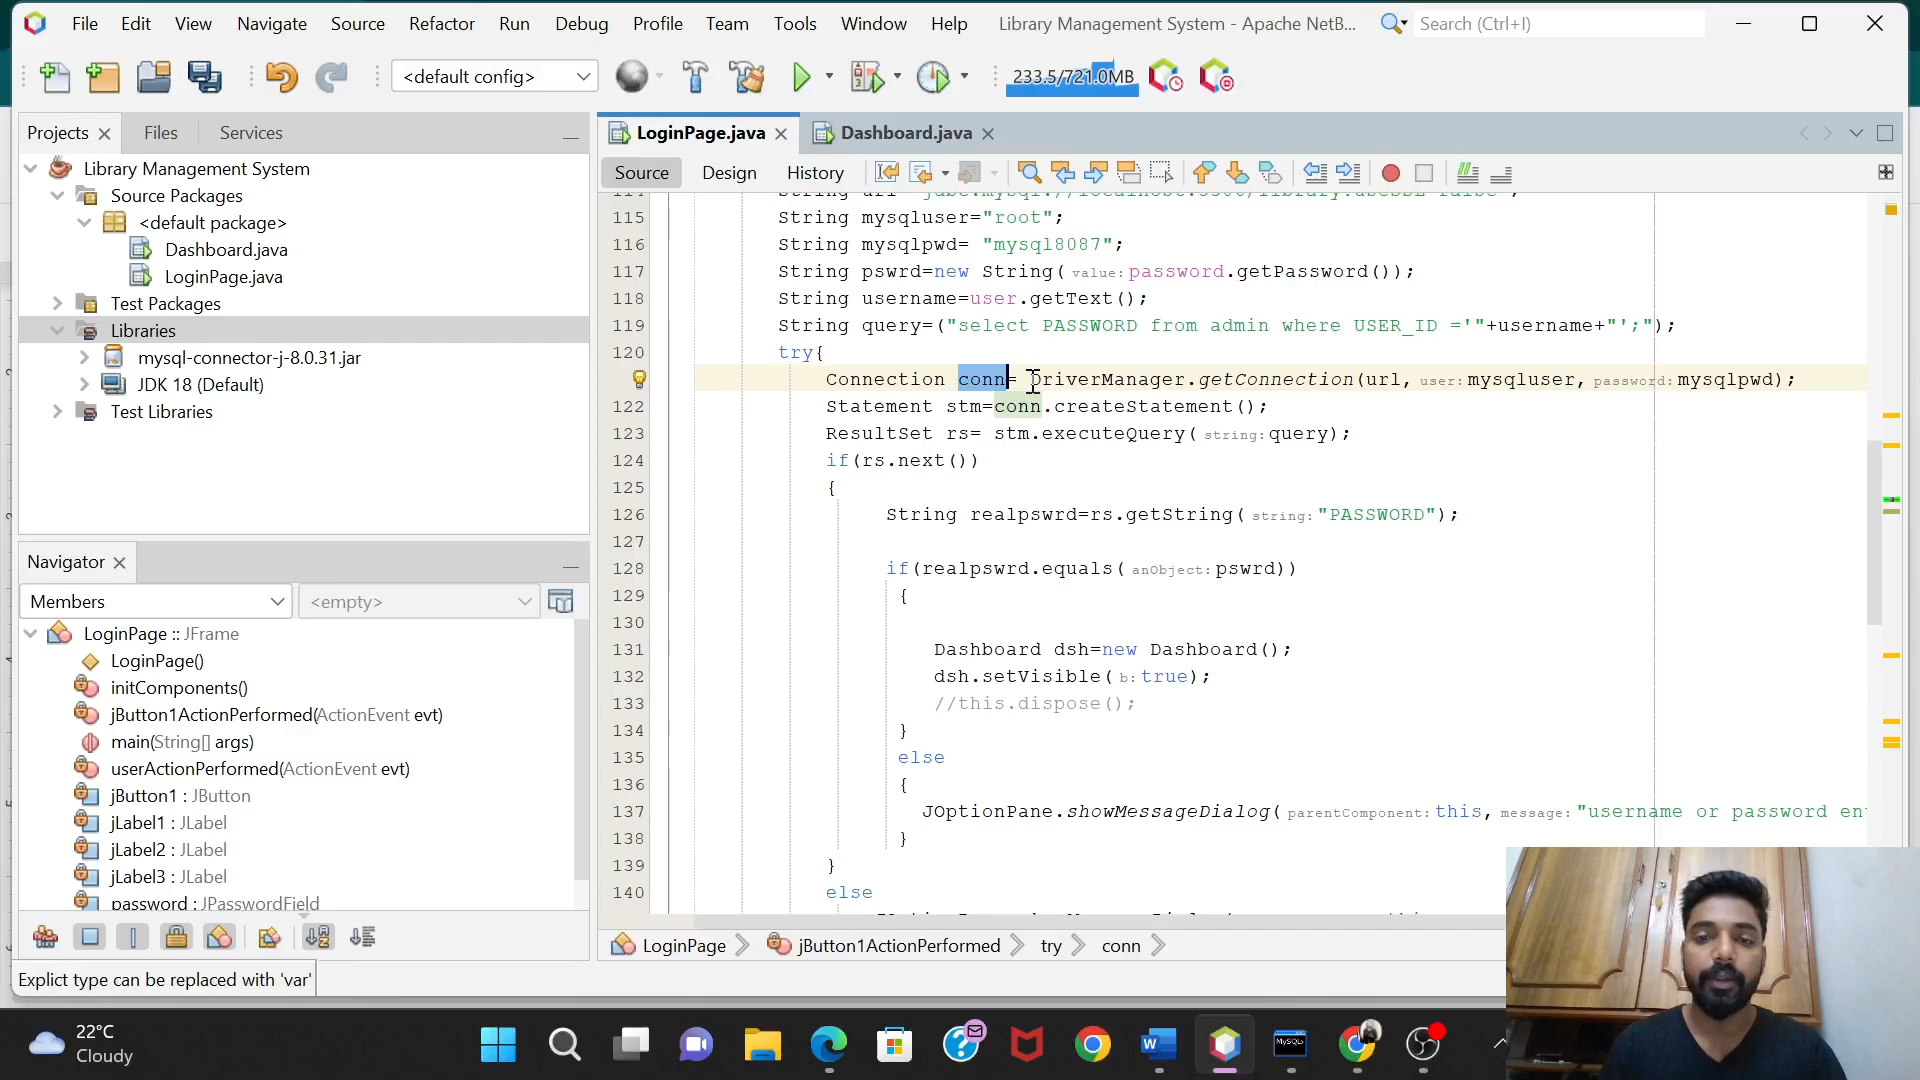 File Edit View Navigate Source Refactor Run Debug Profile Team Tools Window Help Library Management System - Apache NetB... Search (Ctrl+I)
<default config> 233.5/721.0MB
Projects Files Services
LoginPage.java Dashboard.java
Source Design History
Library Management System
Source Packages
<default package>
Dashboard.java
LoginPage.java
Test Packages
Libraries
mysql-connector-j-8.0.31.jar
JDK 18 (Default)
Test Libraries
115 String mysqluser="root";
116 String mysqlpwd= "mysql8087";
117 String pswrd=new String(value:password.getPassword());
118 String username=user.getText();
119 String query=("select PASSWORD from admin where USER_ID ='"+username+"';");
120 try{
Connection conn= DriverManager.getConnection(url, user:mysqluser, password:mysqlpwd);
122 Statement stm=conn.createStatement();
123 ResultSet rs= stm.executeQuery(string:query);
124 if(rs.next())
125 {
126 String realpswrd=rs.getString(string:"PASSWORD");
127
128 if(realpswrd.equals(anObject:pswrd))
129 {
130
131 Dashboard dsh=new Dashboard();
132 dsh.setVisible(b:true);
133 //this.dispose();
134 }
135 else
136 {
137 JOptionPane.showMessageDialog(parentComponent:this, message:"username or password en
138 }
139 }
140 else
Navigator
Members <empty>
LoginPage :: JFrame
LoginPage()
initComponents()
jButton1ActionPerformed(ActionEvent evt)
main(String[] args)
userActionPerformed(ActionEvent evt)
jButton1 : JButton
jLabel1 : JLabel
jLabel2 : JLabel
jLabel3 : JLabel
password : JPasswordField
LoginPage jButton1ActionPerformed try conn
Explict type can be replaced with 'var'
22°C
Cloudy
MySQL